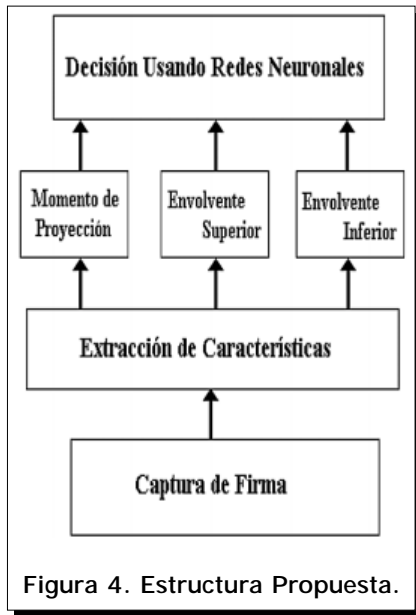 Decisión Usando Redes Neuronales
Momento de
Proyección
Envolvente
Superior
Envolvente
Inferior
Extracción de Características
Captura de Firma
Figura 4. Estructura Propuesta.